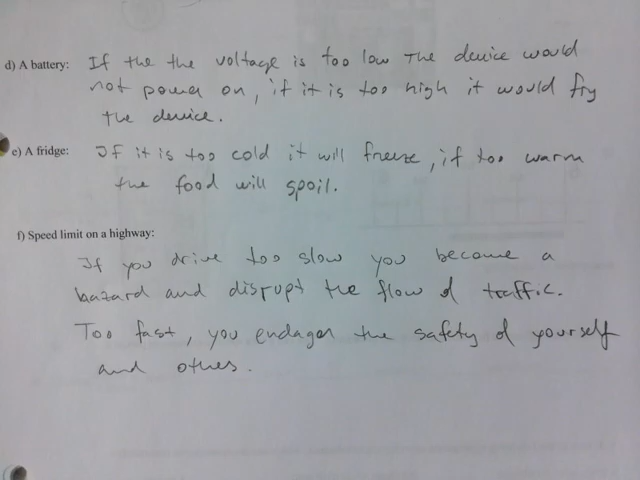 d) A battery: If the the voltage is too low The device would
not power on, if it is too high it would fry
the device.
e) A fridge: If it is too cold it will freeze, if too warm
the food will spoil.
f) Speed limit on a highway:
If you drive too slow you become a
hazard and disrupt the flow of traffic.
Too fast, you endager the safety of yourself
and others.